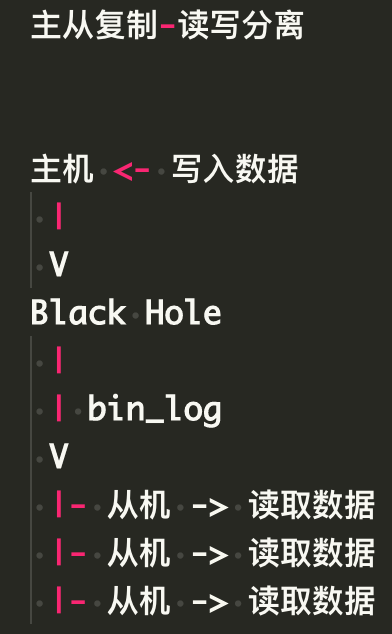 主从复制-读写分离
主机 <- 写入数据
|
V
Black Hole
|
| bin_log
V
|- 从机 -> 读取数据
|- 从机 -> 读取数据
|- 从机 -> 读取数据